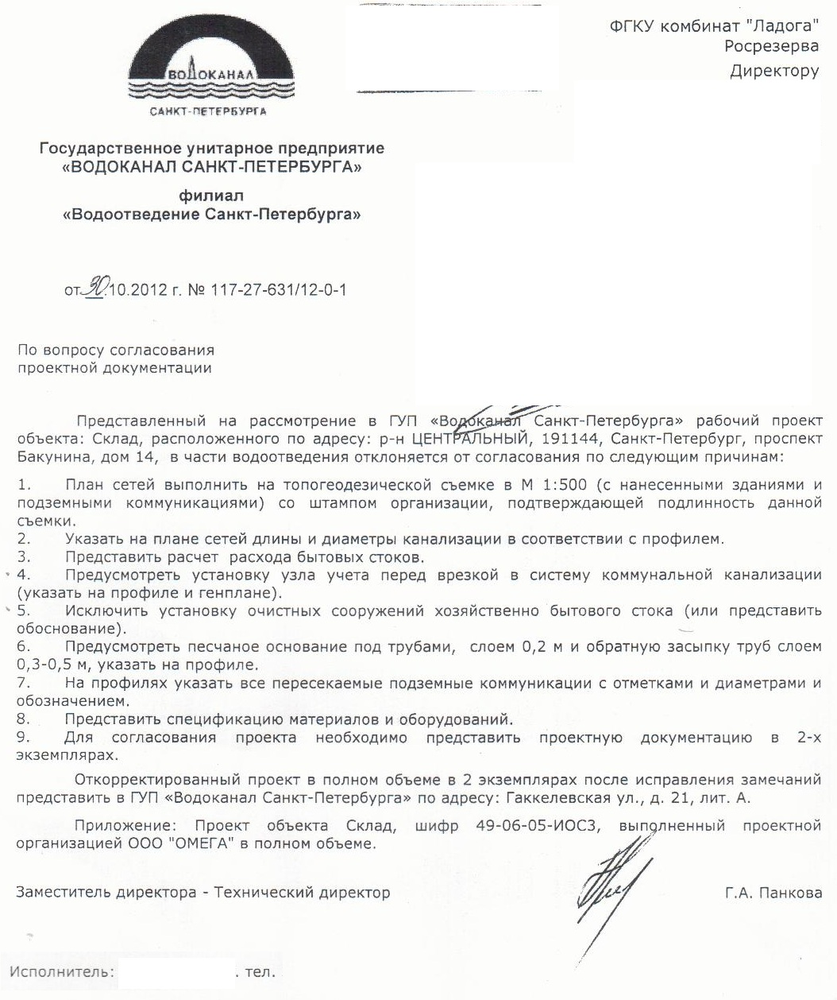 ВОДОКАНАЛ
САНКТ-ПЕТЕРБУРГА
ФГКУ комбинат "Ладога"
Росрезерва
Директору
Государственное унитарное предприятие
«ВОДОКАНАЛ САНКТ-ПЕТЕРБУРГА»
филиал
«Водоотведение Санкт-Петербурга»
от 30.10.2012 г. № 117-27-631/12-0-1
По вопросу согласования
проектной документации
Представленный на рассмотрение в ГУП «Водоканал Санкт-Петербурга» рабочий проект
объекта: Склад, расположенного по адресу: р-н ЦЕНТРАЛЬНЫЙ, 191144, Санкт-Петербург, проспект
Бакунина, дом 14, в части водоотведения отклоняется от согласования по следующим причинам:
1. План сетей выполнить на топогеодезической съемке в М 1:500 (с нанесенными зданиями и
подземными коммуникациями) со штампом организации, подтверждающей подлинность данной
съемки.
2. Указать на плане сетей длины и диаметры канализации в соответствии с профилем.
3. Представить расчет расхода бытовых стоков.
4. Предусмотреть установку узла учета перед врезкой в систему коммунальной канализации
(указать на профиле и генплане).
5. Исключить установку очистных сооружений хозяйственно бытового стока (или представить
обоснование).
6. Предусмотреть песчаное основание под трубами, слоем 0,2 м и обратную засыпку труб слоем
0,3-0,5 м, указать на профиле.
7. На профилях указать все пересекаемые подземные коммуникации с отметками и диаметрами и
обозначением.
8. Представить спецификацию материалов и оборудований.
9. Для согласования проекта необходимо представить проектную документацию в 2-х
экземплярах.
Откорректированный проект в полном объеме в 2 экземплярах после исправления замечаний
представить в ГУП «Водоканал Санкт-Петербурга» по адресу: Гаккелевская ул., д. 21, лит. А.
Приложение: Проект объекта Склад, шифр 49-06-05-ИОС3, выполненный проектной
организацией ООО "ОМЕГА" в полном объеме.
Заместитель директора - Технический директор Г.А. Панкова
Исполнитель: . тел.